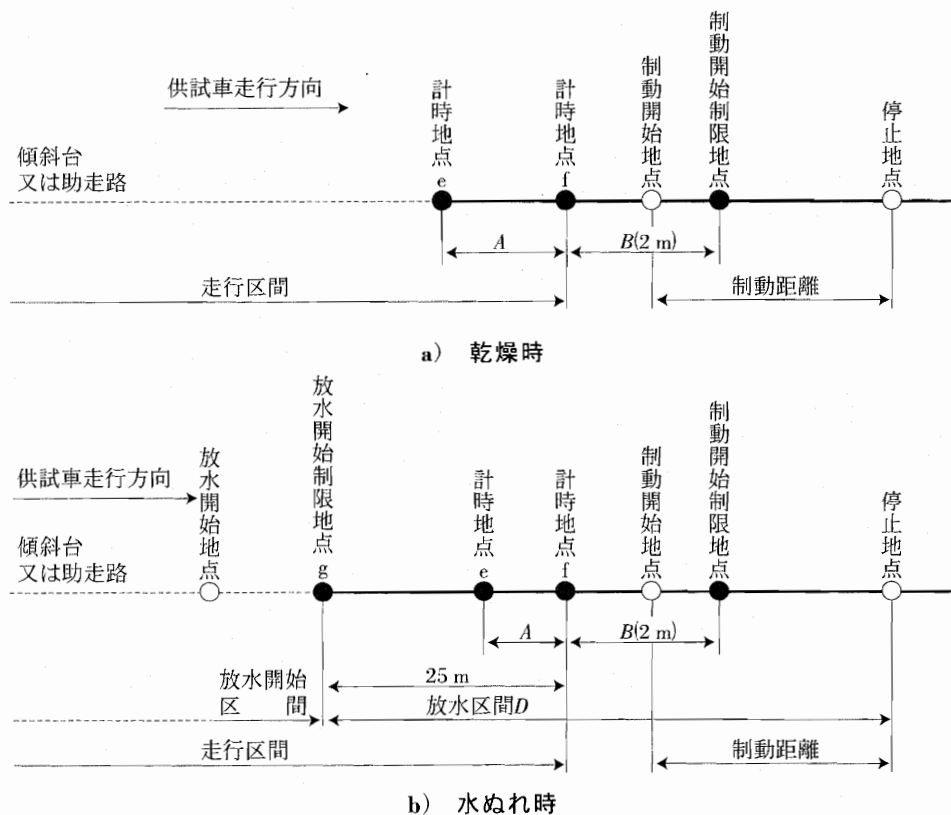 供試車走行方向
計時地点e
計時地点f
制動開始地点
制動開始制限地点
停止地点
傾斜台
又は助走路
A
B(2 m)
走行区間
制動距離
a) 乾燥時
供試車走行方向
放水開始地点
放水開始制限地点g
計時地点e
計時地点f
制動開始地点
制動開始制限地点
停止地点
傾斜台
又は助走路
A
B(2 m)
放水開始
区間
25 m
放水区間D
走行区間
制動距離
b) 水ぬれ時